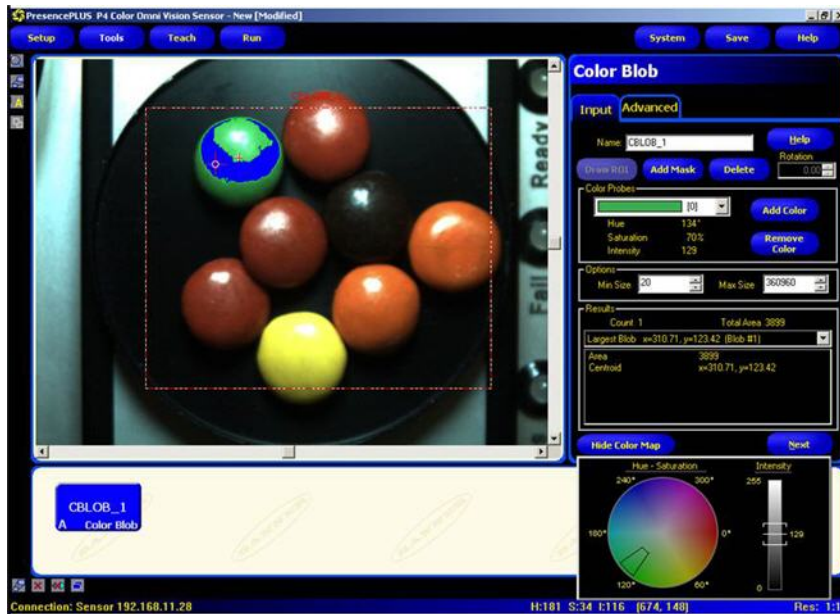 PresencePLUS P4 Color Omni Vision Sensor - New [Modified]
Setup Tools Teach Run System Save Help
Color Blob
Input Advanced
Name CBLOB_1 Help
Draw ROI Add Mask Delete Rotation 0.00
Color Probes
[0] Add Color
Hue 134°
Saturation 70%
Intensity 129
Remove Color
Options
Min Size 20 Max Size 360960
Results
Count 1 Total Area 3899
Largest Blob x=310.71, y=123.42 (Blob #1)
Area 3899
Centroid x=310.71, y=123.42
Hide Color Map Next
Ready
Fail
CBLOB_1
A Color Blob
Hue - Saturation Intensity
240° 300° 255
180° 0° 129
120° 60° 0
Connection: Sensor 192.168.11.28 H:181 S:34 I:116 [674, 148] Res: 1:1